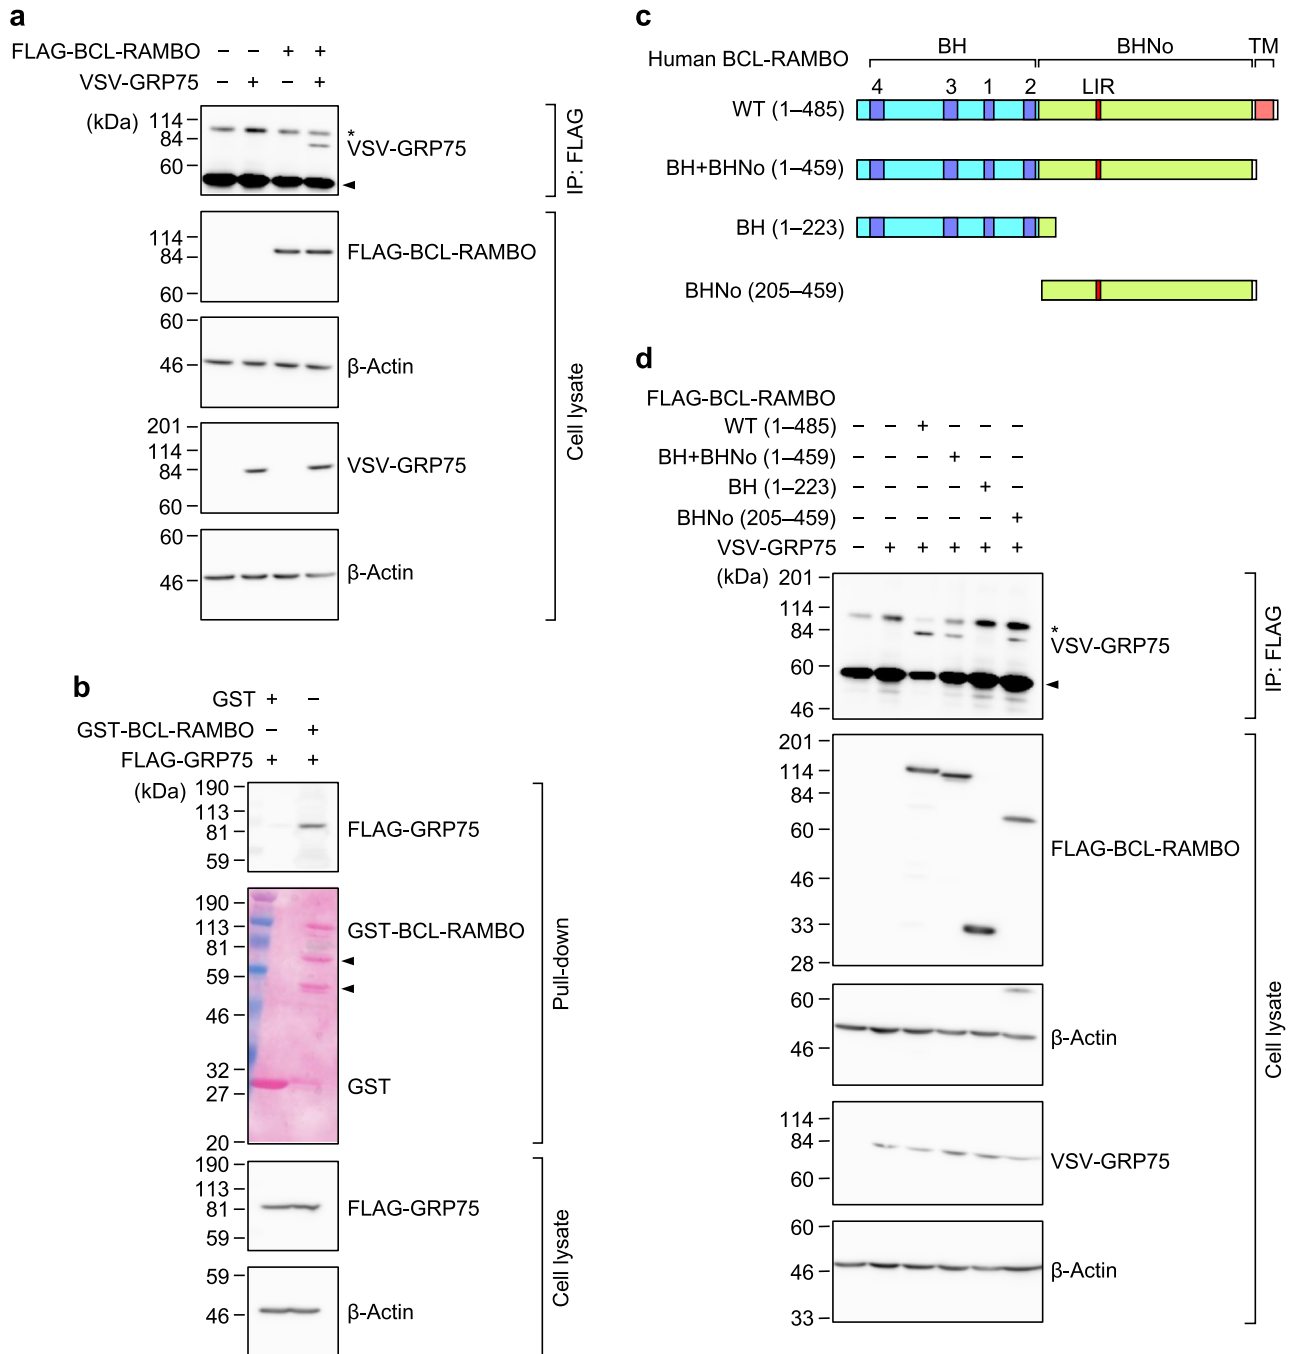 a
FLAG-BCL-RAMBO – – + +
VSV-GRP75 – + – +
(kDa)
114
84
60
*
VSV-GRP75
IP: FLAG
114
84
60
FLAG-BCL-RAMBO
60
46
β-Actin
201
114
84
60
VSV-GRP75
60
46
β-Actin
Cell lysate
b
GST + –
GST-BCL-RAMBO – +
FLAG-GRP75 + +
(kDa)
190
113
81
59
FLAG-GRP75
190
113
81
59
46
32
27
20
GST-BCL-RAMBO
GST
Pull-down
190
113
81
59
FLAG-GRP75
59
46
β-Actin
Cell lysate
c
Human BCL-RAMBO
BH BHNo TM
4 3 1 2 LIR
WT (1–485)
BH+BHNo (1–459)
BH (1–223)
BHNo (205–459)
d
FLAG-BCL-RAMBO
WT (1–485) – – + – – –
BH+BHNo (1–459) – – – + – –
BH (1–223) – – – – + –
BHNo (205–459) – – – – – +
VSV-GRP75 – + + + + +
(kDa)
201
114
84
60
46
*
VSV-GRP75
IP: FLAG
201
114
84
60
46
33
28
FLAG-BCL-RAMBO
60
46
β-Actin
114
84
60
VSV-GRP75
60
46
33
β-Actin
Cell lysate